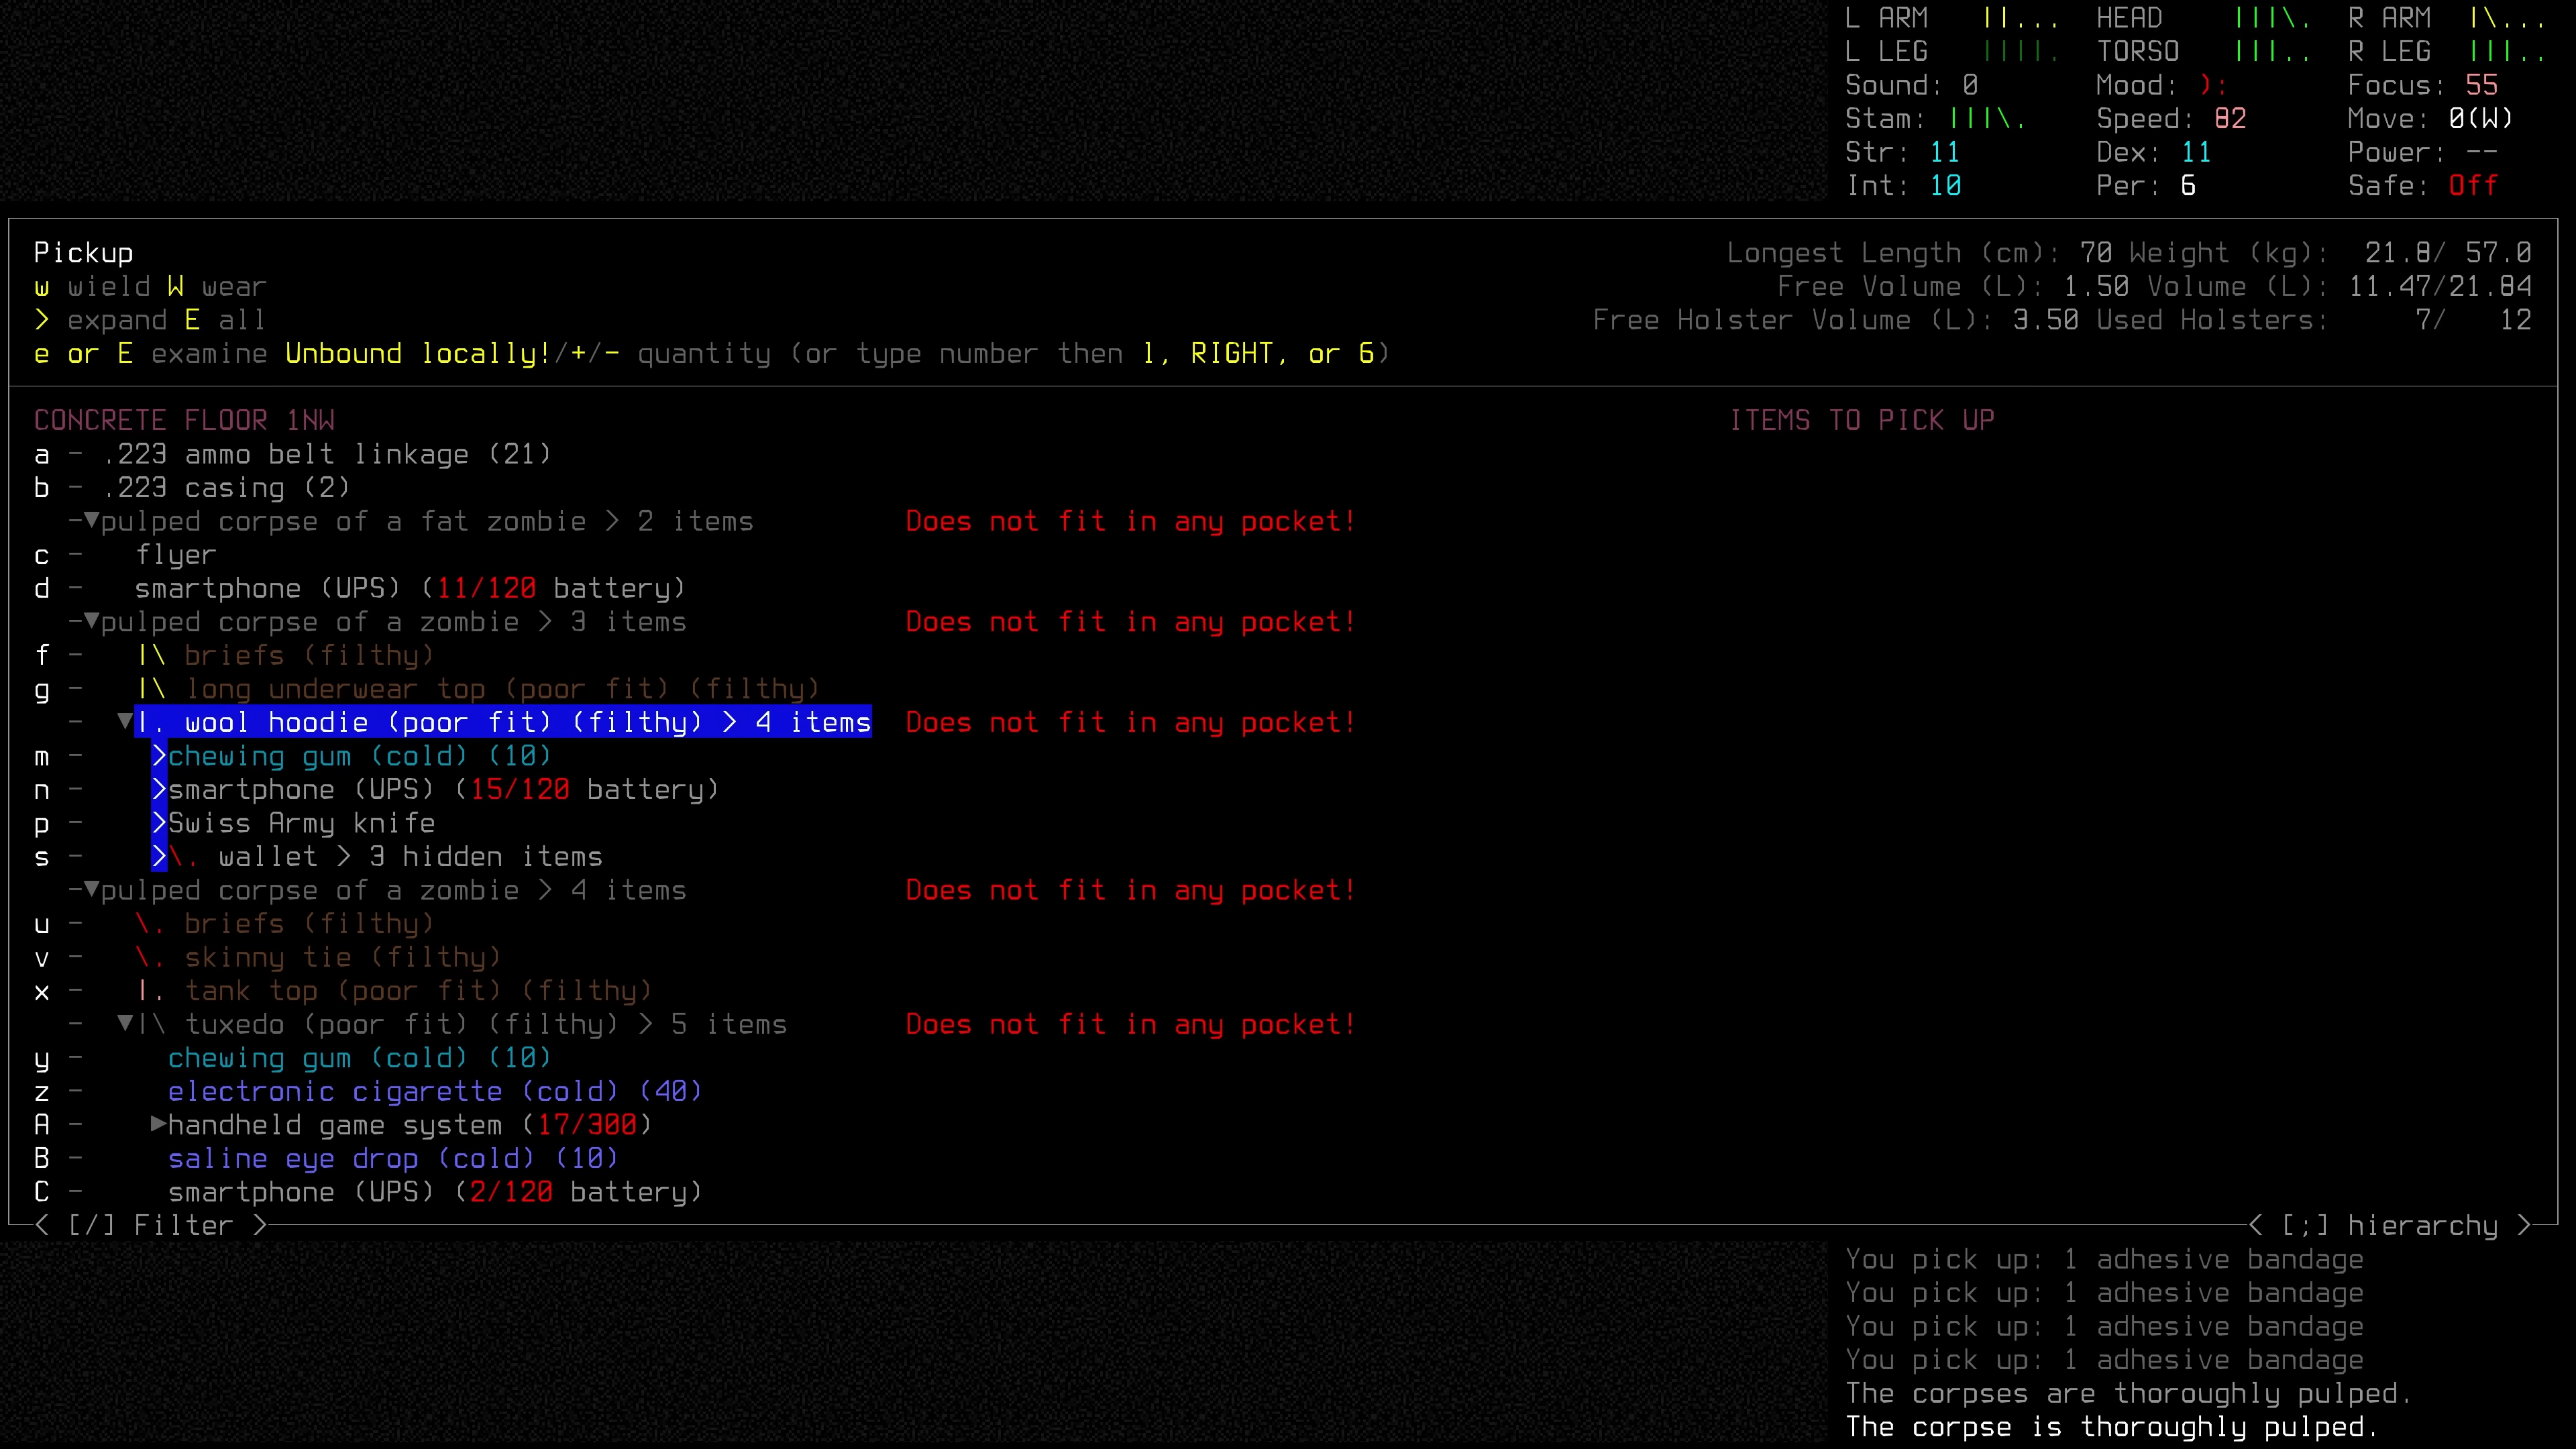 L ARM ||... HEAD |||\. R ARM |\...
L LEG ||||. TORSO |||.. R LEG |||..
Sound: 0 Mood: ): Focus: 55
Stam: |||\. Speed: 82 Move: 0(W)
Str: 11 Dex: 11 Power: --
Int: 10 Per: 6 Safe: Off
Pickup Longest Length (cm): 70 Weight (kg): 21.8/ 57.0
w wield W wear Free Volume (L): 1.50 Volume (L): 11.47/21.84
> expand E all Free Holster Volume (L): 3.50 Used Holsters: 7/ 12
e or E examine Unbound locally!/+/- quantity (or type number then l, RIGHT, or 6)
CONCRETE FLOOR 1NW ITEMS TO PICK UP
a - .223 ammo belt linkage (21)
b - .223 casing (2)
-▼pulped corpse of a fat zombie > 2 items Does not fit in any pocket!
c - flyer
d - smartphone (UPS) (11/120 battery)
-▼pulped corpse of a zombie > 3 items Does not fit in any pocket!
f - |\ briefs (filthy)
g - |\ long underwear top (poor fit) (filthy)
- ▼|. wool hoodie (poor fit) (filthy) > 4 items Does not fit in any pocket!
m - >chewing gum (cold) (10)
n - >smartphone (UPS) (15/120 battery)
p - >Swiss Army knife
s - >\. wallet > 3 hidden items
-▼pulped corpse of a zombie > 4 items Does not fit in any pocket!
u - \. briefs (filthy)
v - \. skinny tie (filthy)
x - |. tank top (poor fit) (filthy)
- ▼|\ tuxedo (poor fit) (filthy) > 5 items Does not fit in any pocket!
y - chewing gum (cold) (10)
z - electronic cigarette (cold) (40)
A - ►handheld game system (17/300)
B - saline eye drop (cold) (10)
C - smartphone (UPS) (2/120 battery)
< [/] Filter > < [;] hierarchy >
You pick up: 1 adhesive bandage
You pick up: 1 adhesive bandage
You pick up: 1 adhesive bandage
You pick up: 1 adhesive bandage
The corpses are thoroughly pulped.
The corpse is thoroughly pulped.